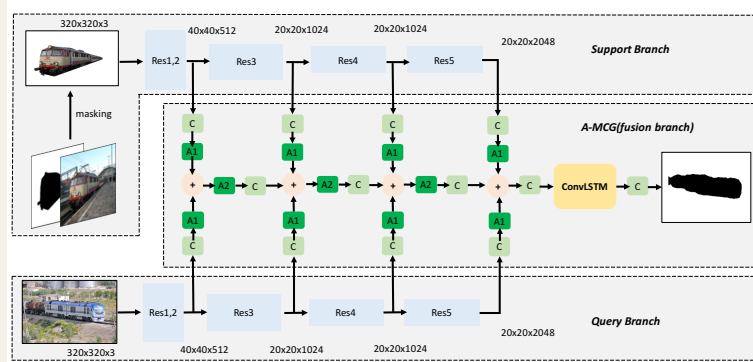 320x320x3
40x40x512
20x20x1024
20x20x1024
20x20x2048
Res1,2
Res3
Res4
Res5
Support Branch
masking
A-MCG(fusion branch)
C
C
C
C
A1
A1
A1
A1
+
A2
C
+
A2
C
+
A2
C
+
C
ConvLSTM
C
A1
A1
A1
A1
C
C
C
C
Res1,2
Res3
Res4
Res5
Query Branch
320x320x3
40x40x512
20x20x1024
20x20x1024
20x20x2048